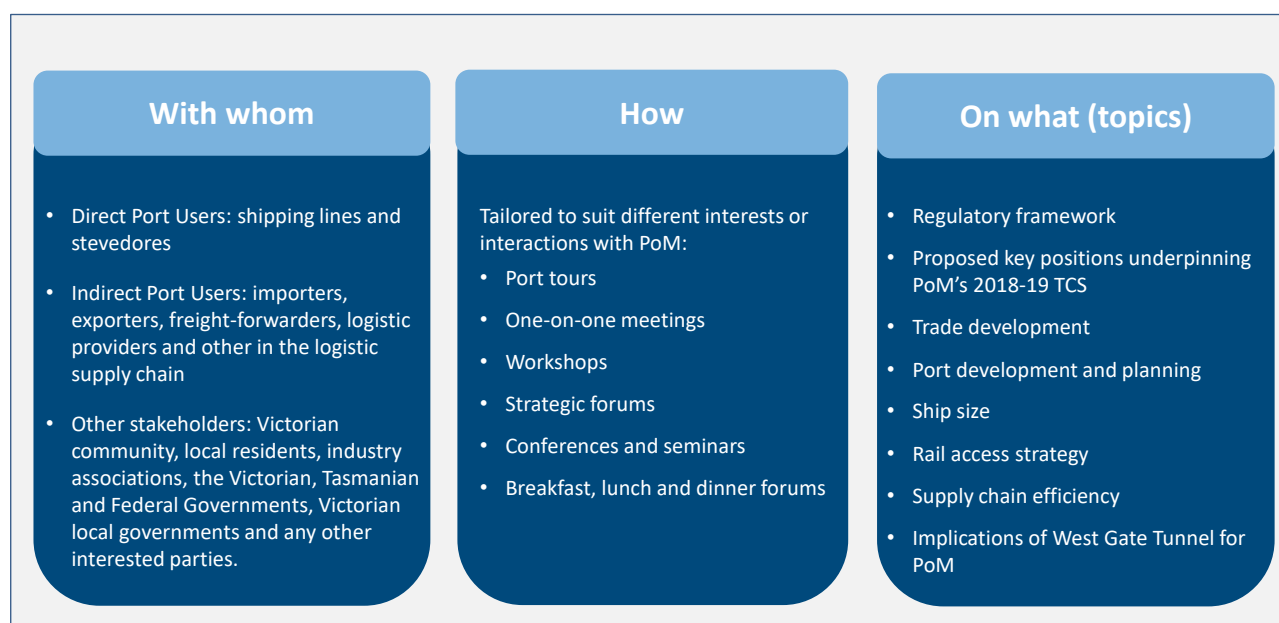 With whom
• Direct Port Users: shipping lines and
stevedores
• Indirect Port Users: importers,
exporters, freight-forwarders, logistic
providers and other in the logistic
supply chain
• Other stakeholders: Victorian
community, local residents, industry
associations, the Victorian, Tasmanian
and Federal Governments, Victorian
local governments and any other
interested parties.
How
Tailored to suit different interests or
interactions with PoM:
• Port tours
• One-on-one meetings
• Workshops
• Strategic forums
• Conferences and seminars
• Breakfast, lunch and dinner forums
On what (topics)
• Regulatory framework
• Proposed key positions underpinning
PoM’s 2018-19 TCS
• Trade development
• Port development and planning
• Ship size
• Rail access strategy
• Supply chain efficiency
• Implications of West Gate Tunnel for
PoM